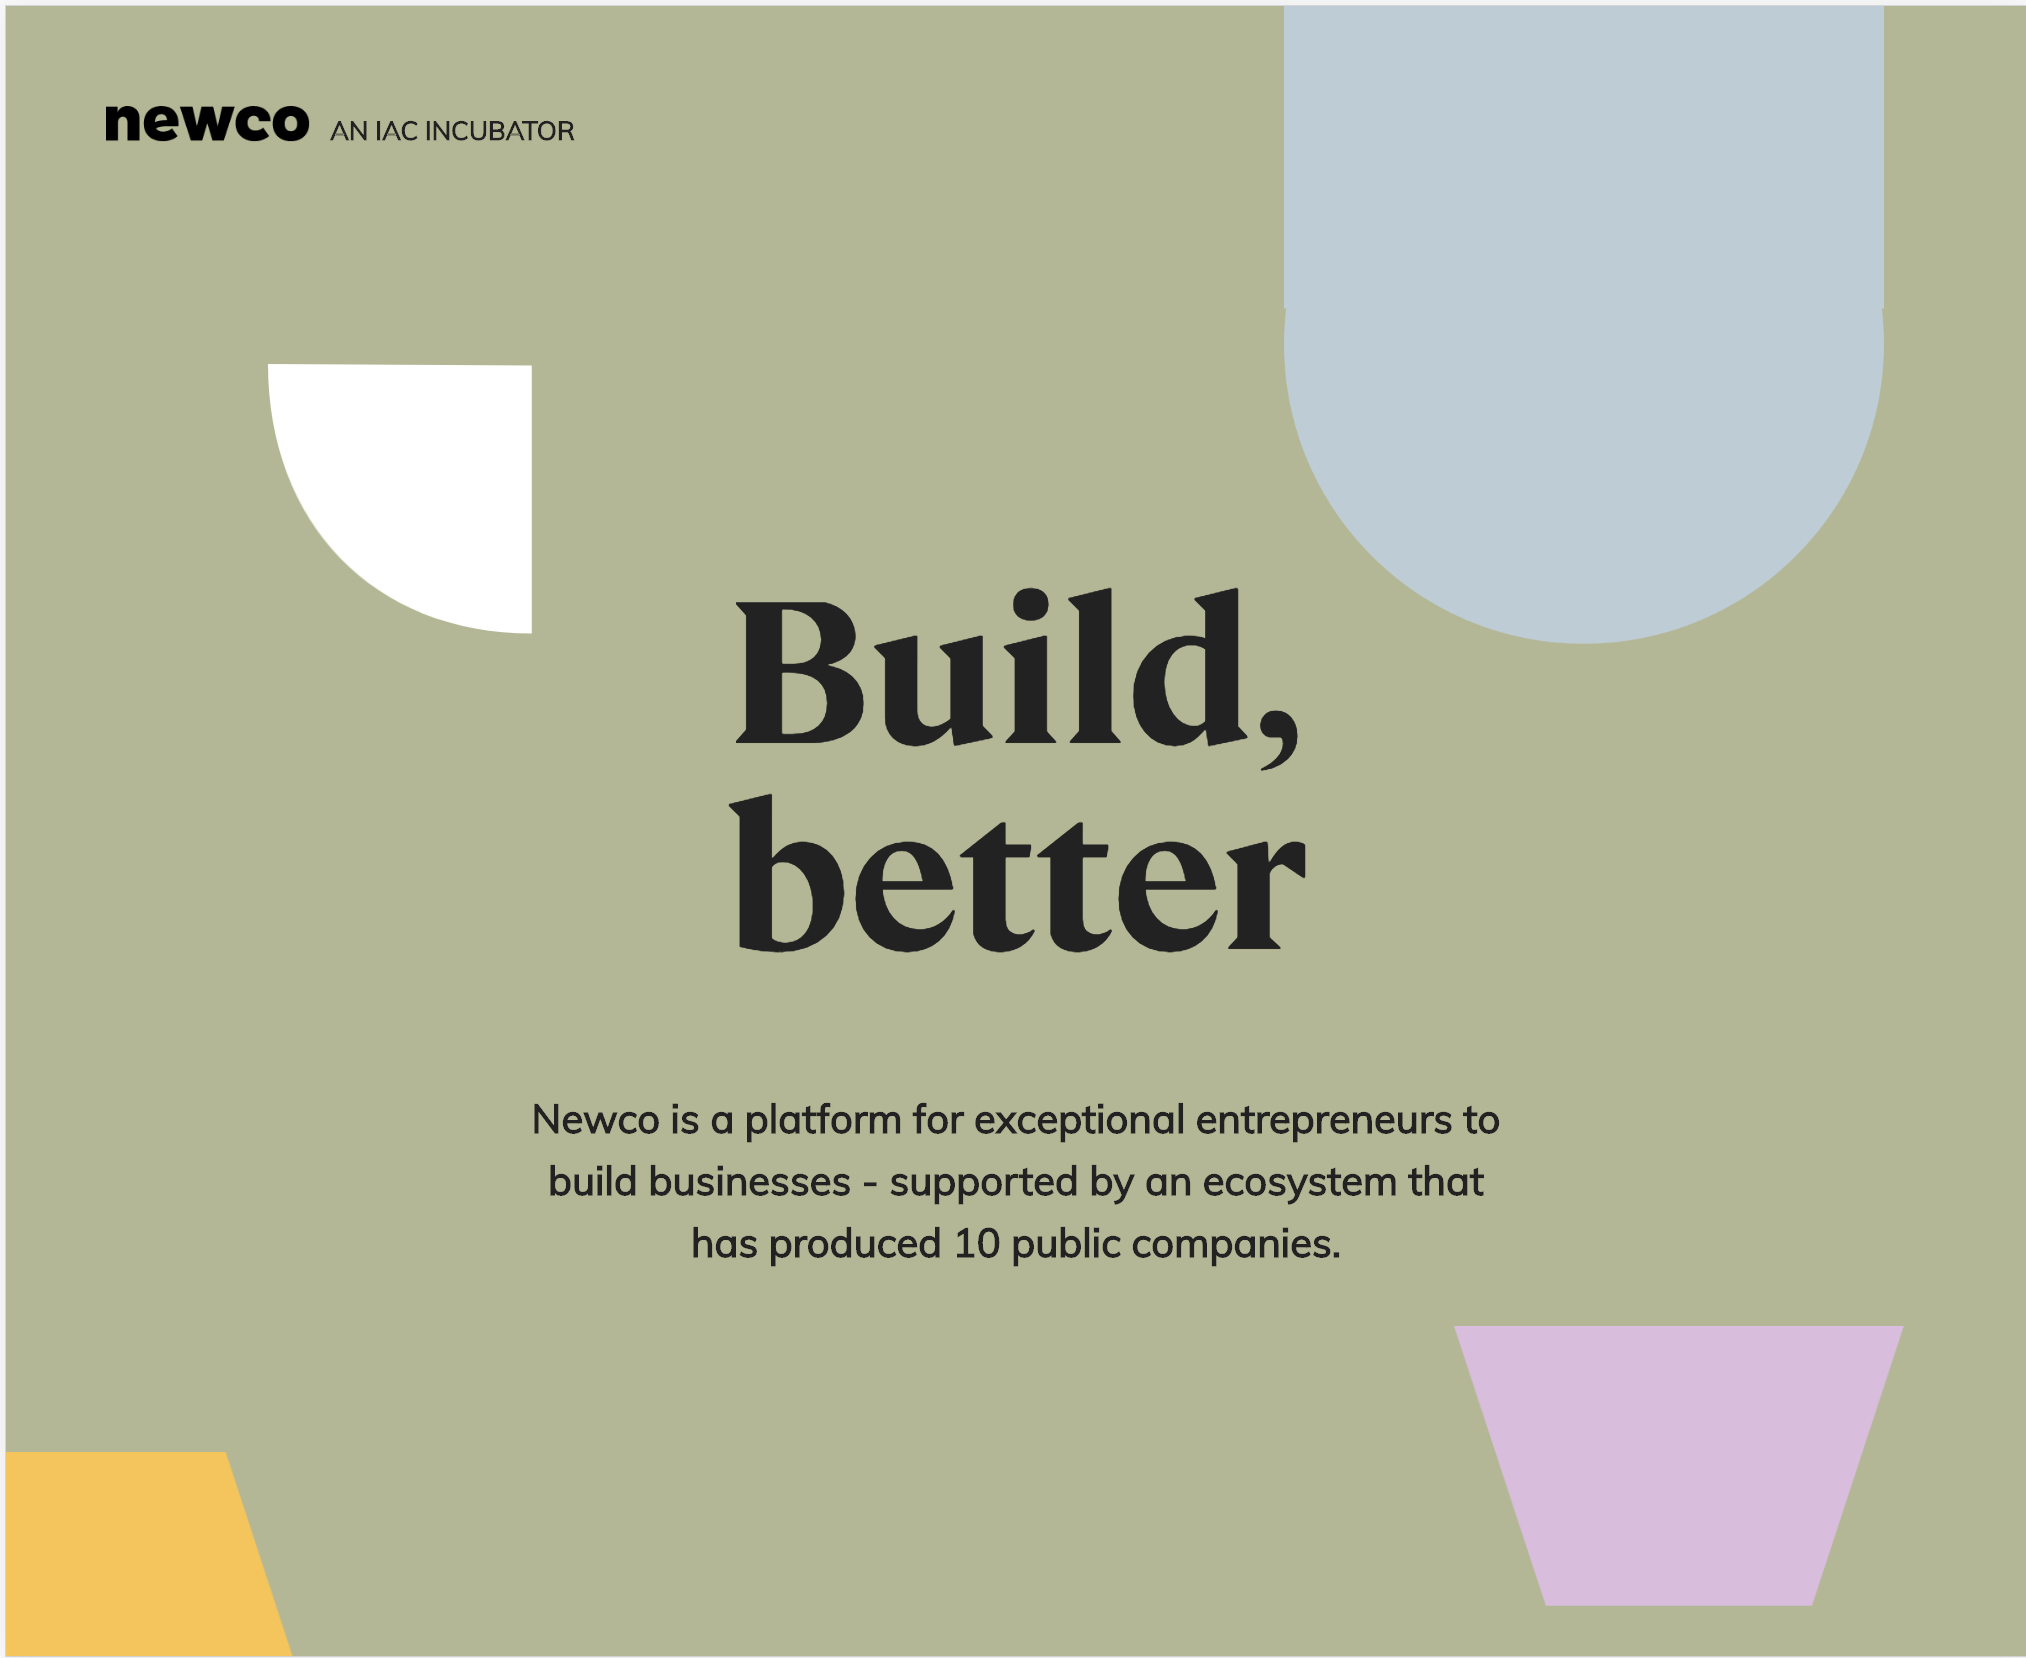 newco AN IAC INCUBATOR
Build,
better
Newco is a platform for exceptional entrepreneurs to
build businesses - supported by an ecosystem that
has produced 10 public companies.